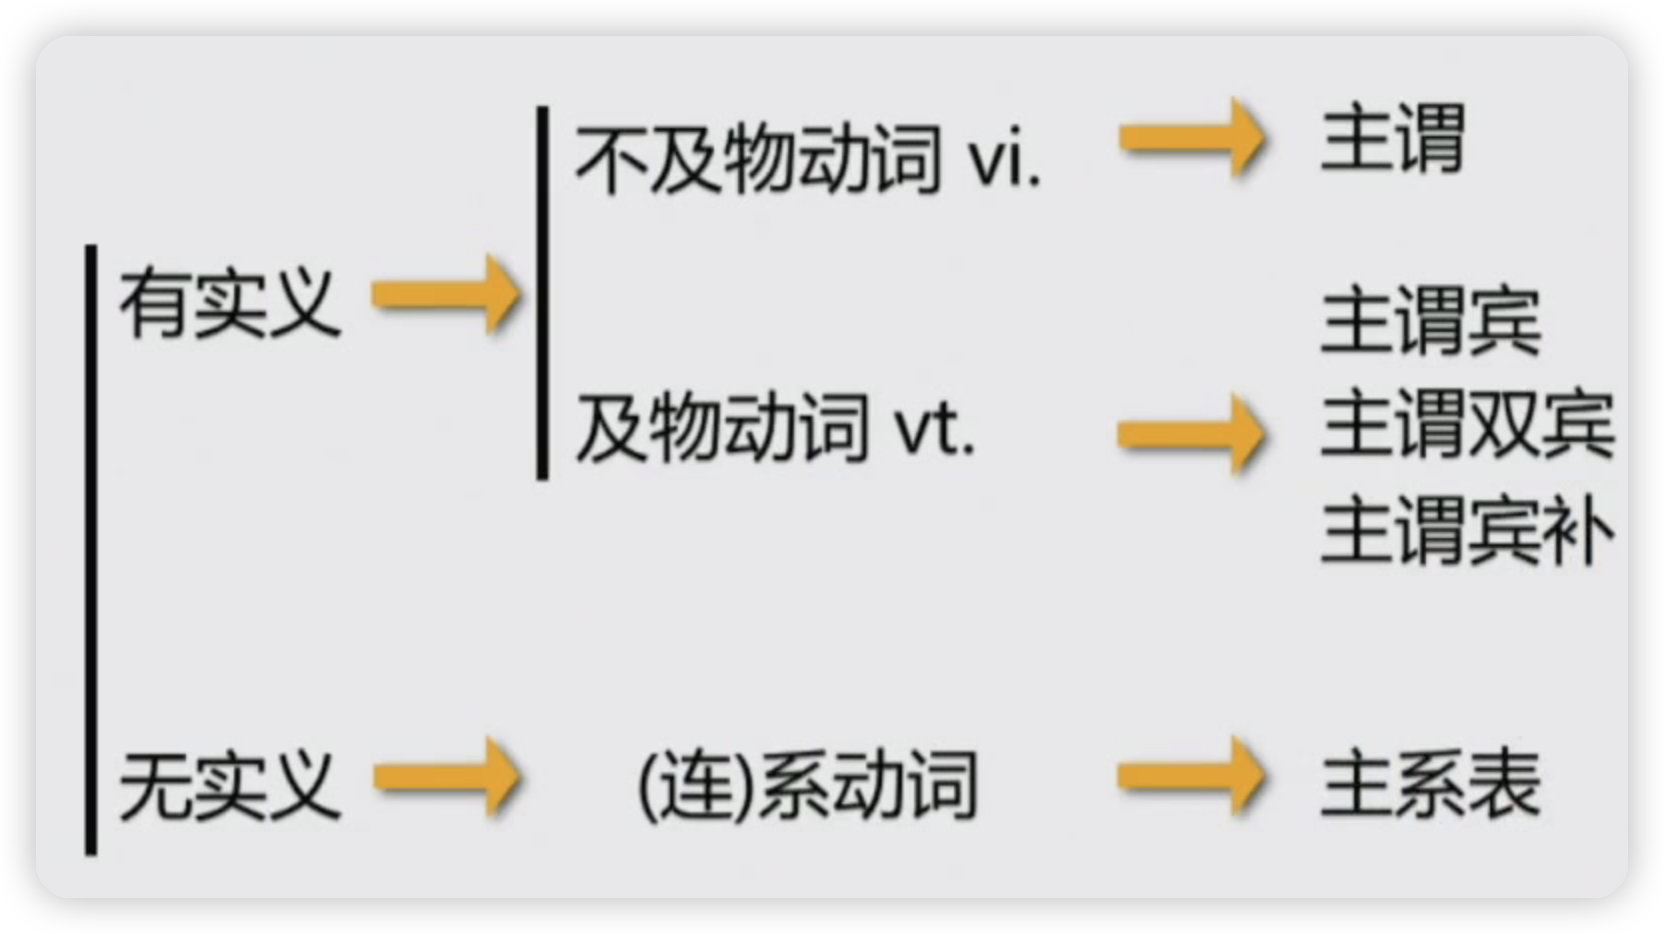 不及物动词 vi.
主谓
有实义
主谓宾
及物动词 vt.
主谓双宾
主谓宾补
无实义
(连)系动词
主系表